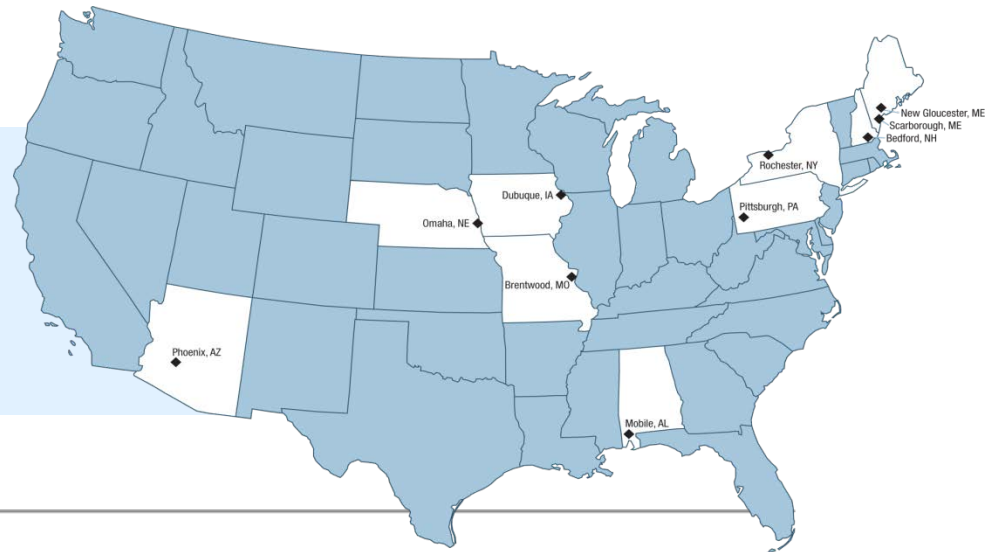 New Gloucester, ME
Scarborough, ME
Bedford, NH
Rochester, NY
Dubuque, IA
Pittsburgh, PA
Omaha, NE
Brentwood, MO
Phoenix, AZ
Mobile, AL